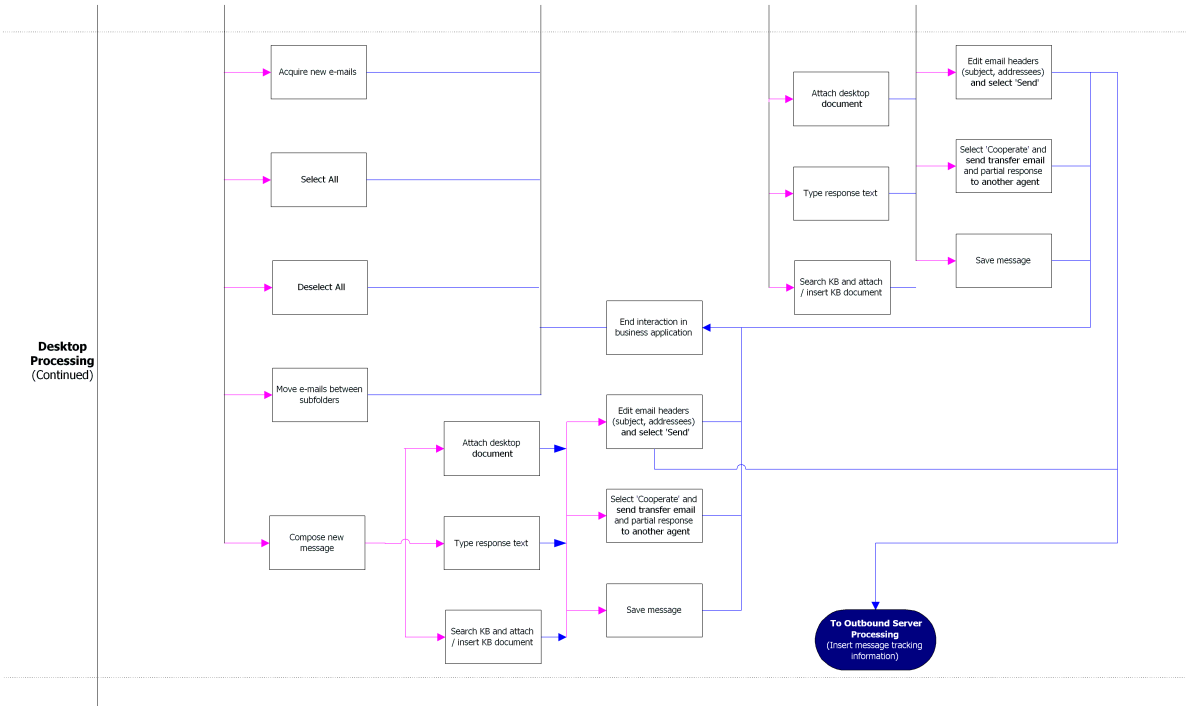 Desktop
Processing
(Continued)
Acquire new e-mails
Select All
Deselect All
Move e-mails between
subfolders
Compose new
message
Attach desktop
document
Type response text
Search KB and attach
/ insert KB document
End interaction in
business application
Edit email headers
(subject, addressees)
and select 'Send'
Select 'Cooperate' and
send transfer email
and partial response
to another agent
Save message
Attach desktop
document
Type response text
Search KB and attach
/ insert KB document
Edit email headers
(subject, addressees)
and select 'Send'
Select 'Cooperate' and
send transfer email
and partial response
to another agent
Save message
To Outbound Server
Processing
(Insert message tracking
information)